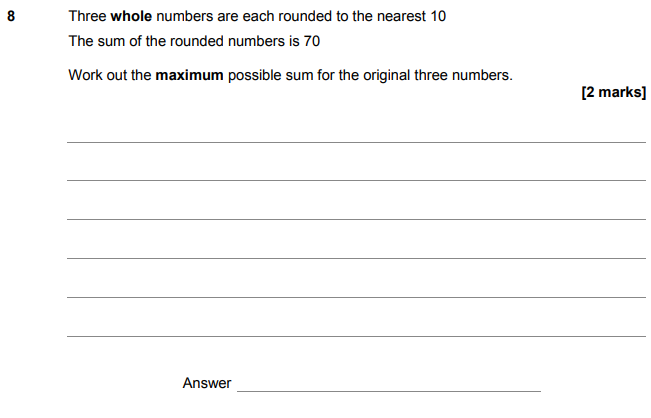 8 Three whole numbers are each rounded to the nearest 10
The sum of the rounded numbers is 70
Work out the maximum possible sum for the original three numbers.
[2 marks]
Answer